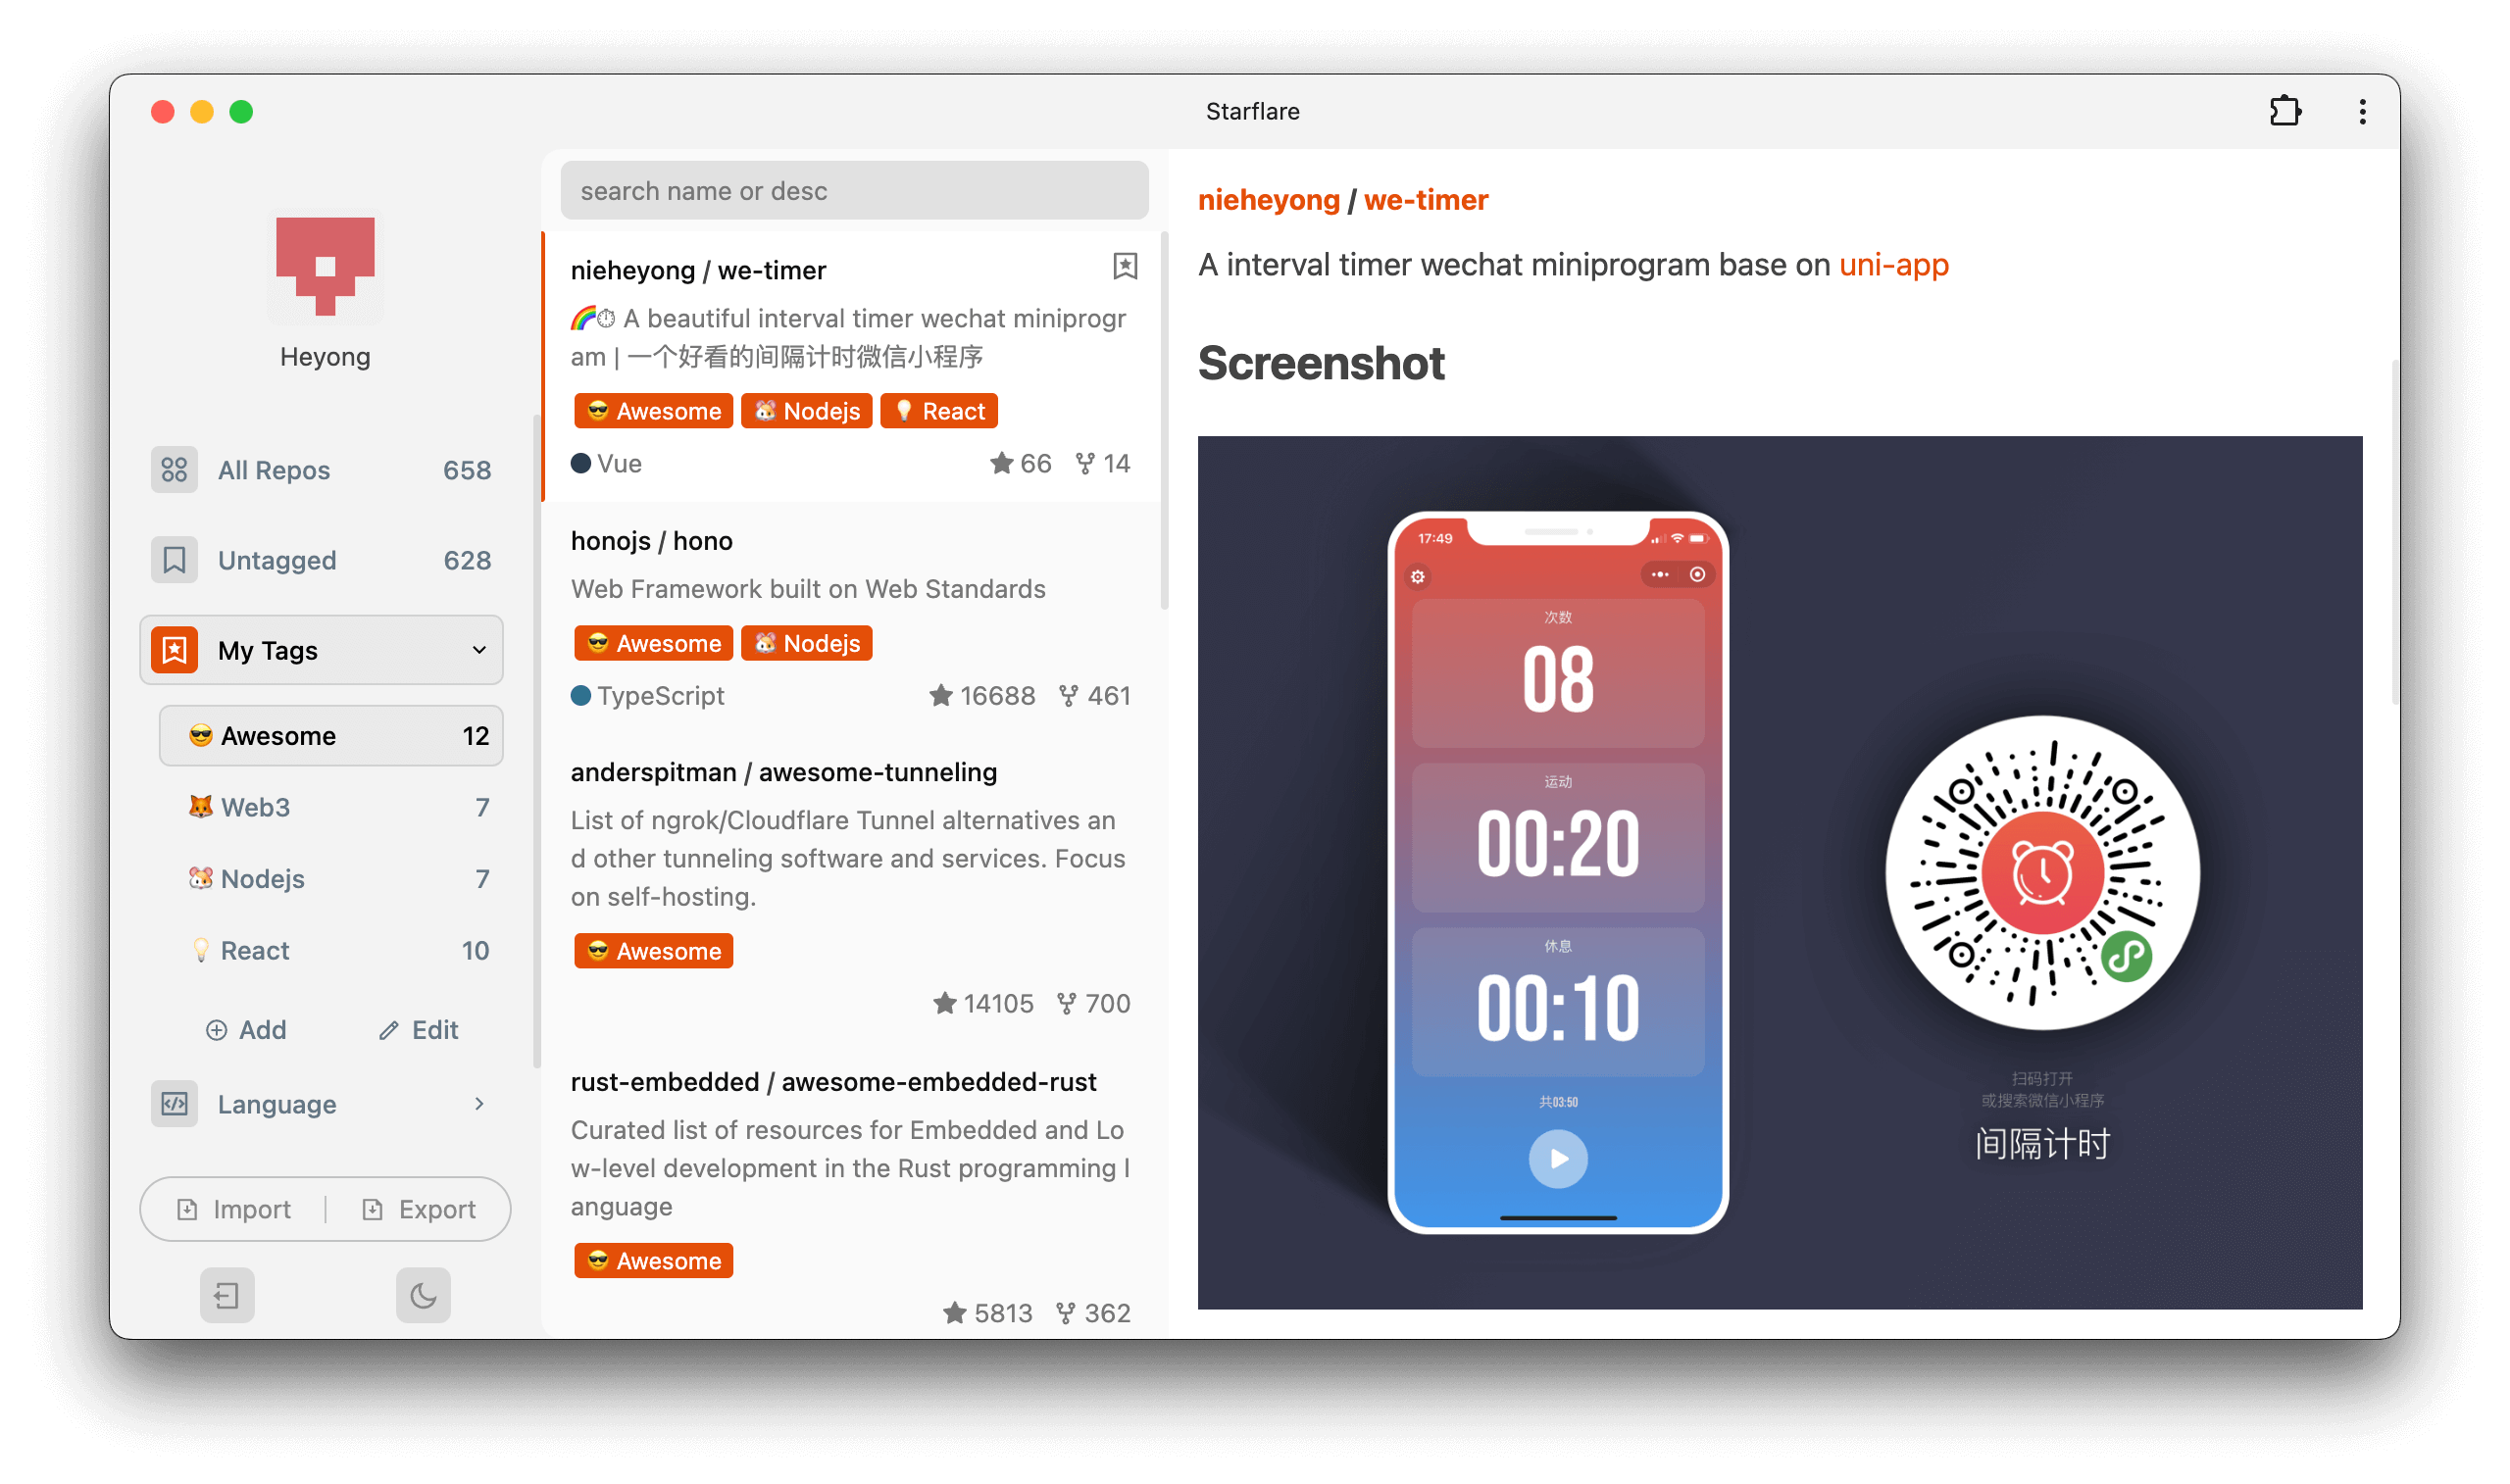 Starflare
Heyong
All Repos 658
Untagged 628
My Tags
😎 Awesome 12
🦊 Web3 7
🐹 Nodejs 7
💡 React 10
Add Edit
Language
Import Export
search name or desc
nieheyong / we-timer
🌈⏱ A beautiful interval timer wechat miniprogr
am | 一个好看的间隔计时微信小程序
😎 Awesome 🐹 Nodejs 💡 React
Vue 66 14
honojs / hono
Web Framework built on Web Standards
😎 Awesome 🐹 Nodejs
TypeScript 16688 461
anderspitman / awesome-tunneling
List of ngrok/Cloudflare Tunnel alternatives an
d other tunneling software and services. Focus
on self-hosting.
😎 Awesome
14105 700
rust-embedded / awesome-embedded-rust
Curated list of resources for Embedded and Lo
w-level development in the Rust programming l
anguage
😎 Awesome
5813 362
nieheyong / we-timer
A interval timer wechat miniprogram base on uni-app
Screenshot
17:49
次数
08
运动
00:20
休息
00:10
共03:50
扫码打开
或搜索微信小程序
间隔计时